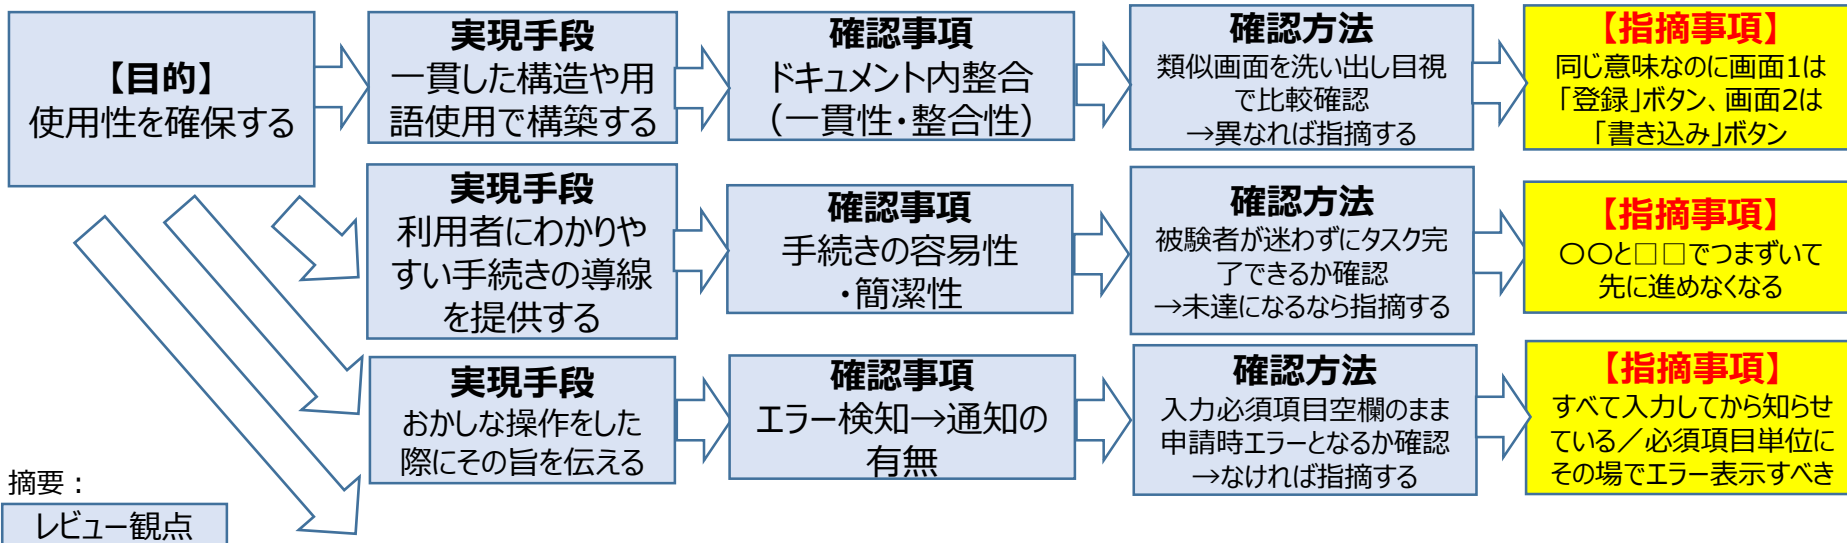 【目的】
使用性を確保する
実現手段
一貫した構造や用
語使用で構築する
確認事項
ドキュメント内整合
(一貫性・整合性)
確認方法
類似画面を洗い出し目視
で比較確認
→異なれば指摘する
【指摘事項】
同じ意味なのに画面1は
「登録」ボタン、画面2は
「書き込み」ボタン
実現手段
利用者にわかりや
すい手続きの導線
を提供する
確認事項
手続きの容易性
・簡潔性
確認方法
被験者が迷わずにタスク完
了できるか確認
→未達になるなら指摘する
【指摘事項】
〇〇と□□でつまずいて
先に進めなくなる
実現手段
おかしな操作をした
際にその旨を伝える
確認事項
エラー検知→通知の
有無
確認方法
入力必須項目空欄のまま
申請時エラーとなるか確認
→なければ指摘する
【指摘事項】
すべて入力してから知らせ
ている／必須項目単位に
その場でエラー表示すべき
摘要：
レビュー観点